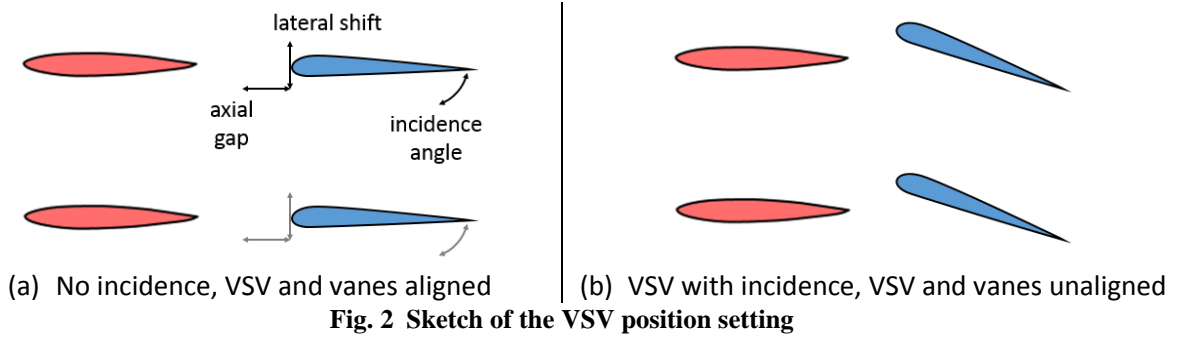 lateral shift
axial
gap
incidence
angle
(a) No incidence, VSV and vanes aligned
(b) VSV with incidence, VSV and vanes unaligned
Fig. 2 Sketch of the VSV position setting